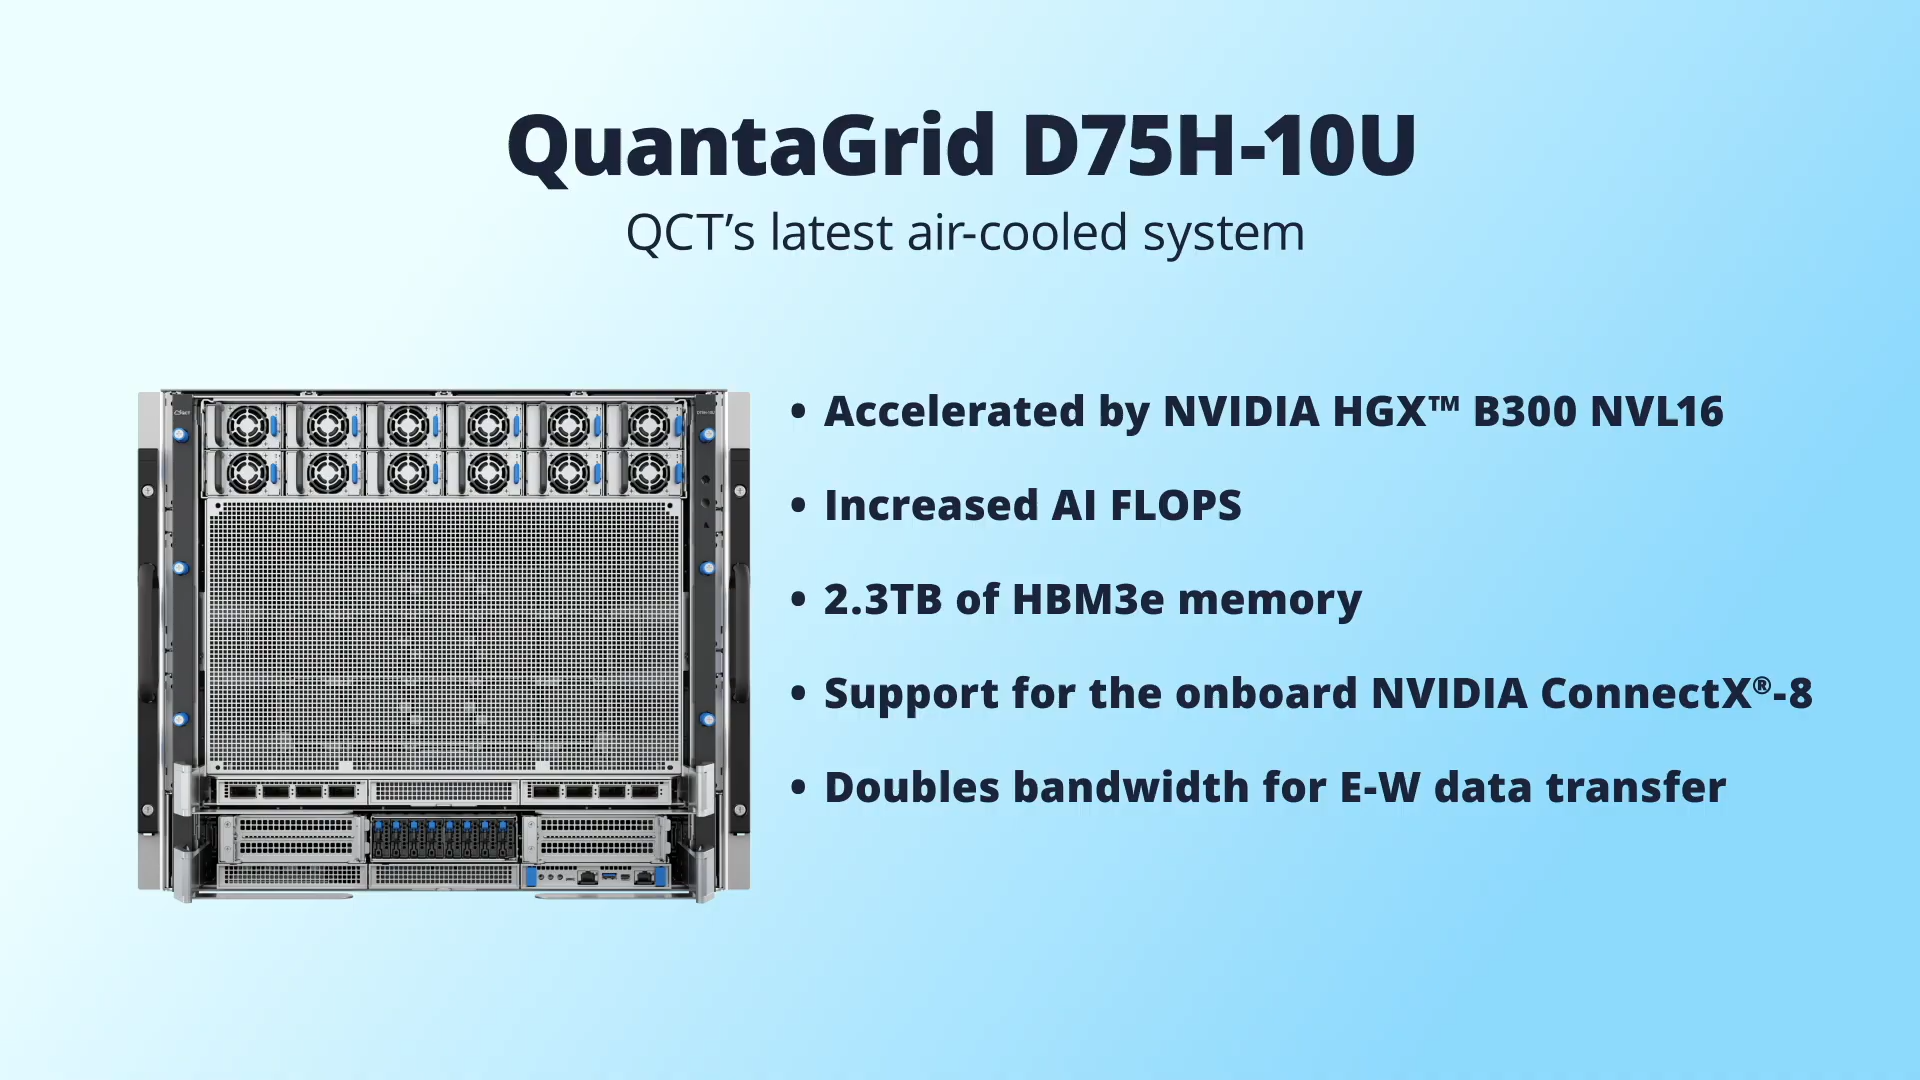 QuantaGrid D75H-10U
QCT’s latest air-cooled system
• Accelerated by NVIDIA HGX™ B300 NVL16
• Increased AI FLOPS
• 2.3TB of HBM3e memory
• Support for the onboard NVIDIA ConnectX®-8
• Doubles bandwidth for E-W data transfer